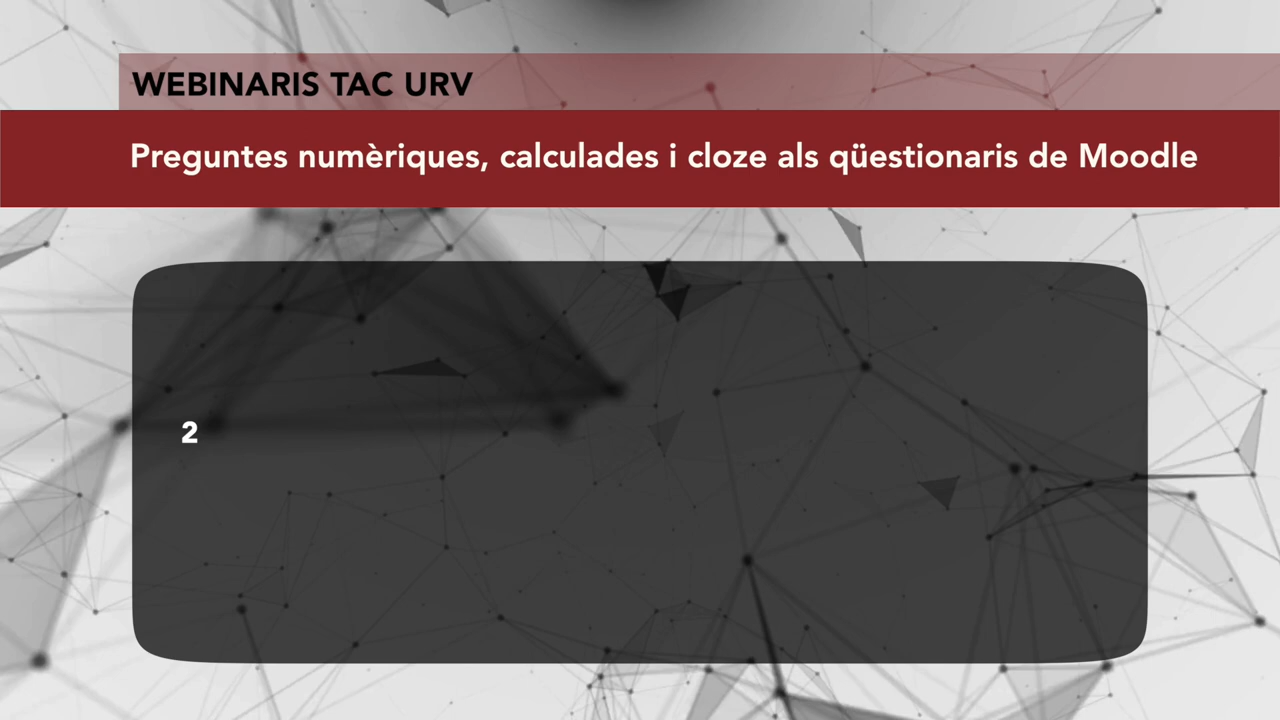 WEBINARIS TAC URV
Preguntes numèriques, calculades i cloze als qüestionaris de Moodle
2